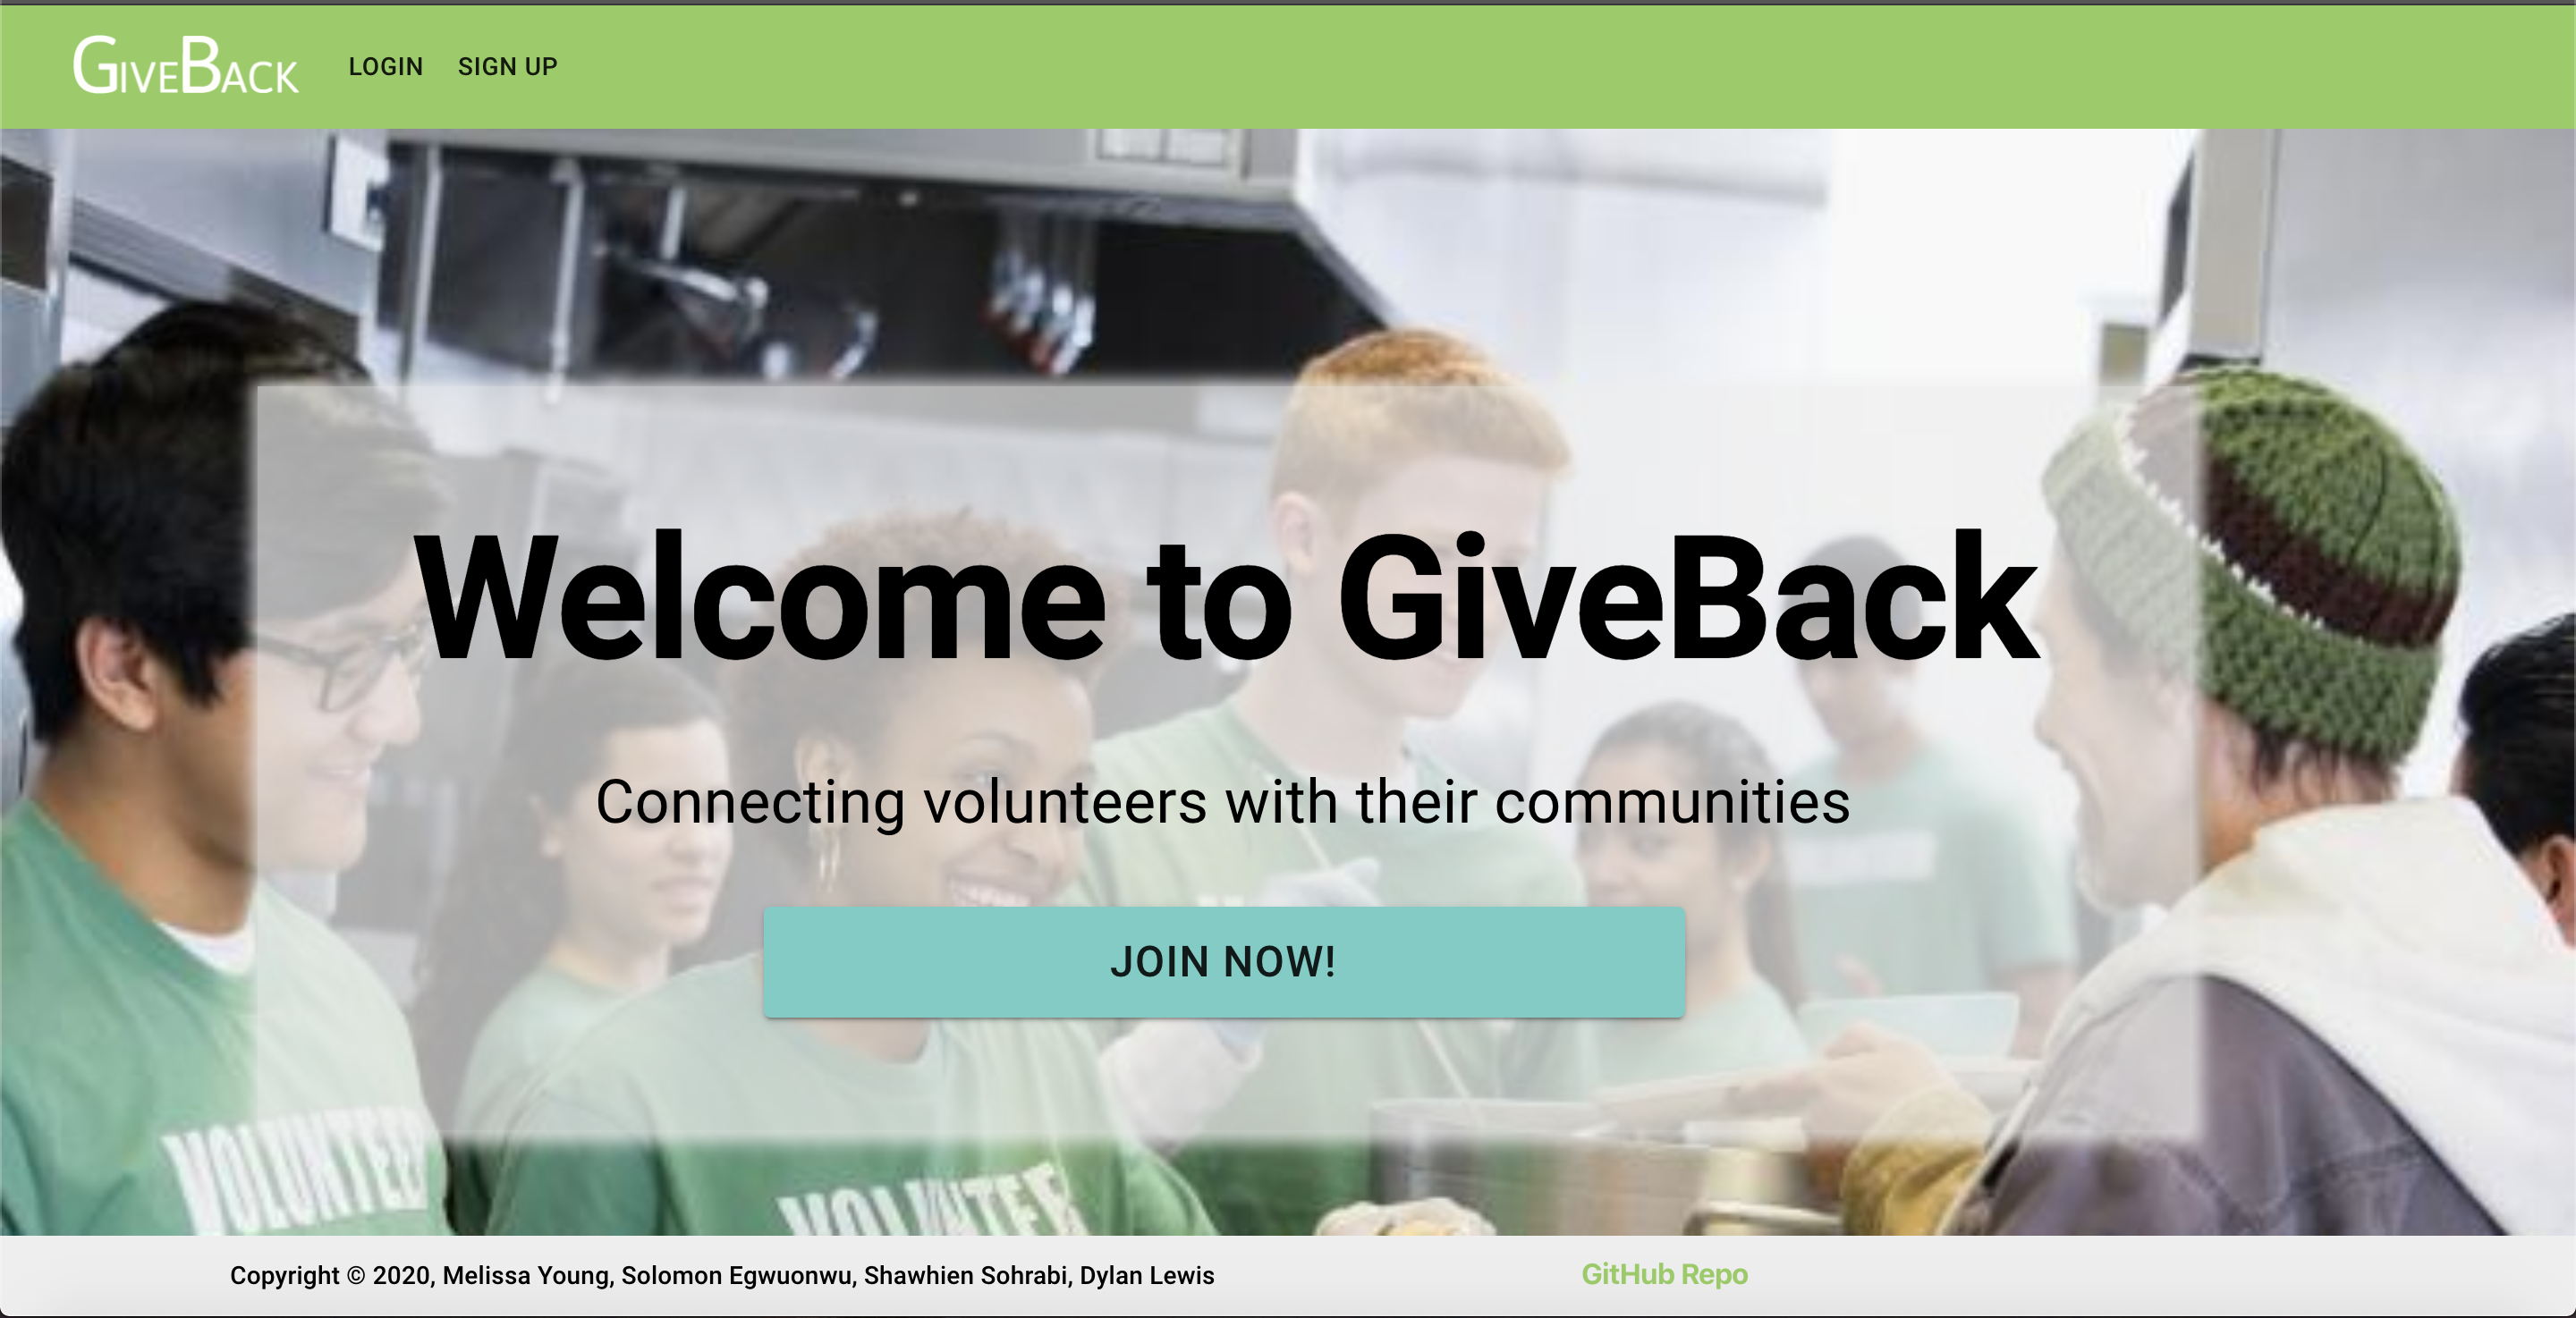 GIVEBACK LOGIN SIGN UP
Welcome to GiveBack
Connecting volunteers with their communities
JOIN NOW!
VOLUNTEER
VOLUNTEE
Copyright © 2020, Melissa Young, Solomon Egwuonwu, Shawhien Sohrabi, Dylan Lewis GitHub Repo